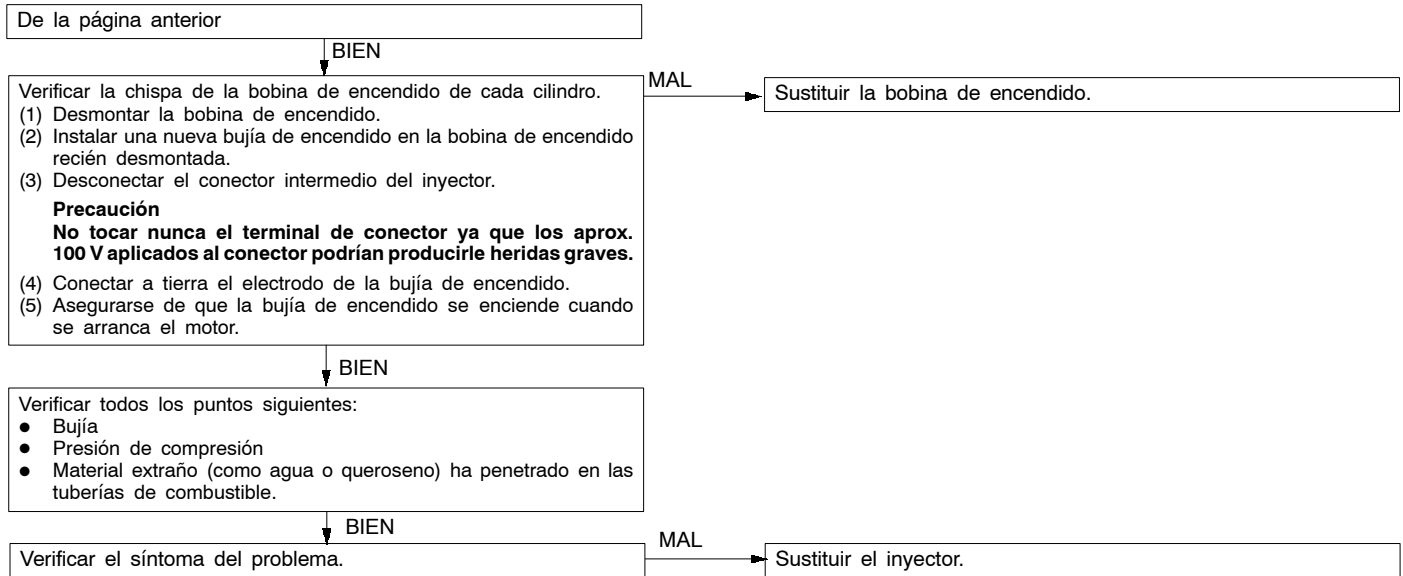 De la página anterior
BIEN
Verificar la chispa de la bobina de encendido de cada cilindro.
(1) Desmontar la bobina de encendido.
(2) Instalar una nueva bujía de encendido en la bobina de encendido
recién desmontada.
(3) Desconectar el conector intermedio del inyector.
Precaución
No tocar nunca el terminal de conector ya que los aprox.
100 V aplicados al conector podrían producirle heridas graves.
(4) Conectar a tierra el electrodo de la bujía de encendido.
(5) Asegurarse de que la bujía de encendido se enciende cuando
se arranca el motor.
MAL
Sustituir la bobina de encendido.
BIEN
Verificar todos los puntos siguientes:
● Bujía
● Presión de compresión
● Material extraño (como agua o queroseno) ha penetrado en las
tuberías de combustible.
BIEN
Verificar el síntoma del problema.
MAL
Sustituir el inyector.